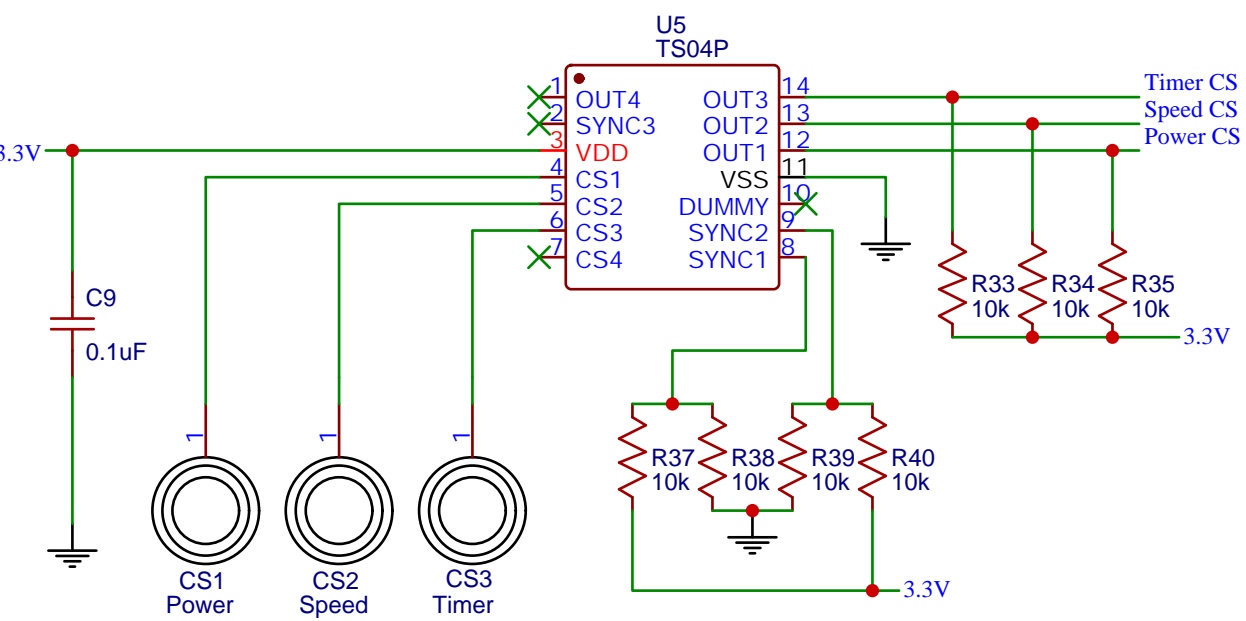 U5
TS04P
1 OUT4
2 SYNC3
3 VDD
4 CS1
5 CS2
6 CS3
7 CS4
OUT3 14
OUT2 13
OUT1 12
VSS 11
DUMMY 10
SYNC2 9
SYNC1 8
Timer CS
Speed CS
Power CS
3.3V
C9
0.1uF
R33
10k
R34
10k
R35
10k
3.3V
1
1
1
R37
10k
R38
10k
R39
10k
R40
10k
3.3V
CS1
Power
CS2
Speed
CS3
Timer